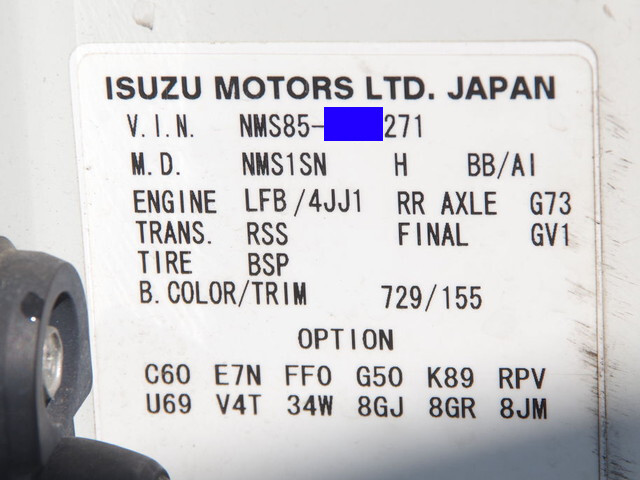 ISUZU MOTORS LTD. JAPAN
V.I.N. NMS85- 271
M.D. NMS1SN H BB/AI
ENGINE LFB/4JJ1 RR AXLE G73
TRANS. RSS FINAL GV1
TIRE BSP
B.COLOR/TRIM 729/155
OPTION
C60 E7N FF0 G50 K89 RPV
U69 V4T 34W 8GJ 8GR 8JM